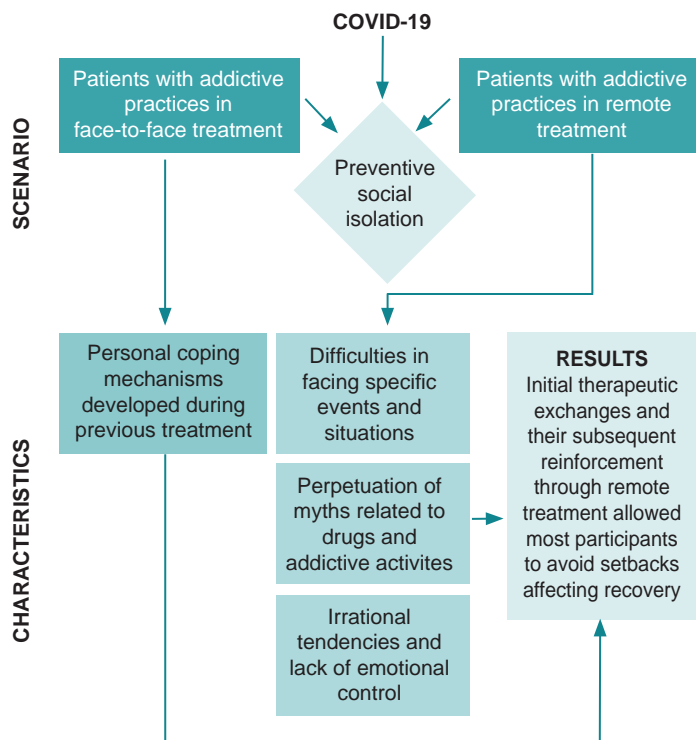 COVID-19
Patients with addictive
practices in
face-to-face treatment
Patients with addictive
practices in remote
treatment
Preventive
social
isolation
SCENARIO
Personal coping
mechanisms
developed during
previous treatment
Difficulties in
facing specific
events and
situations
Perpetuation of
myths related to
drugs and
addictive activites
Irrational
tendencies and
lack of emotional
control
RESULTS
Initial therapeutic
exchanges and
their subsequent
reinforcement
through remote
treatment allowed
most participants
to avoid setbacks
affecting recovery
CHARACTERISTICS